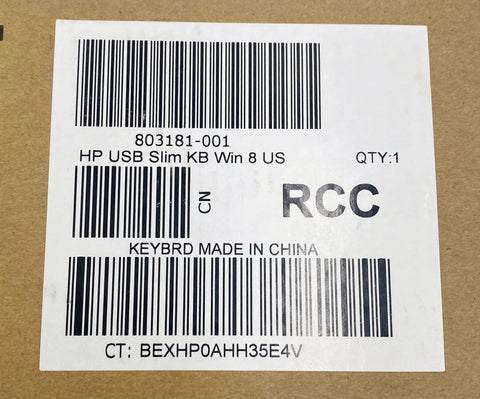 803181-001
HP USB Slim KB Win 8 US QTY:1
CN RCC
KEYBRD MADE IN CHINA
CT: BEXHP0AHH35E4V